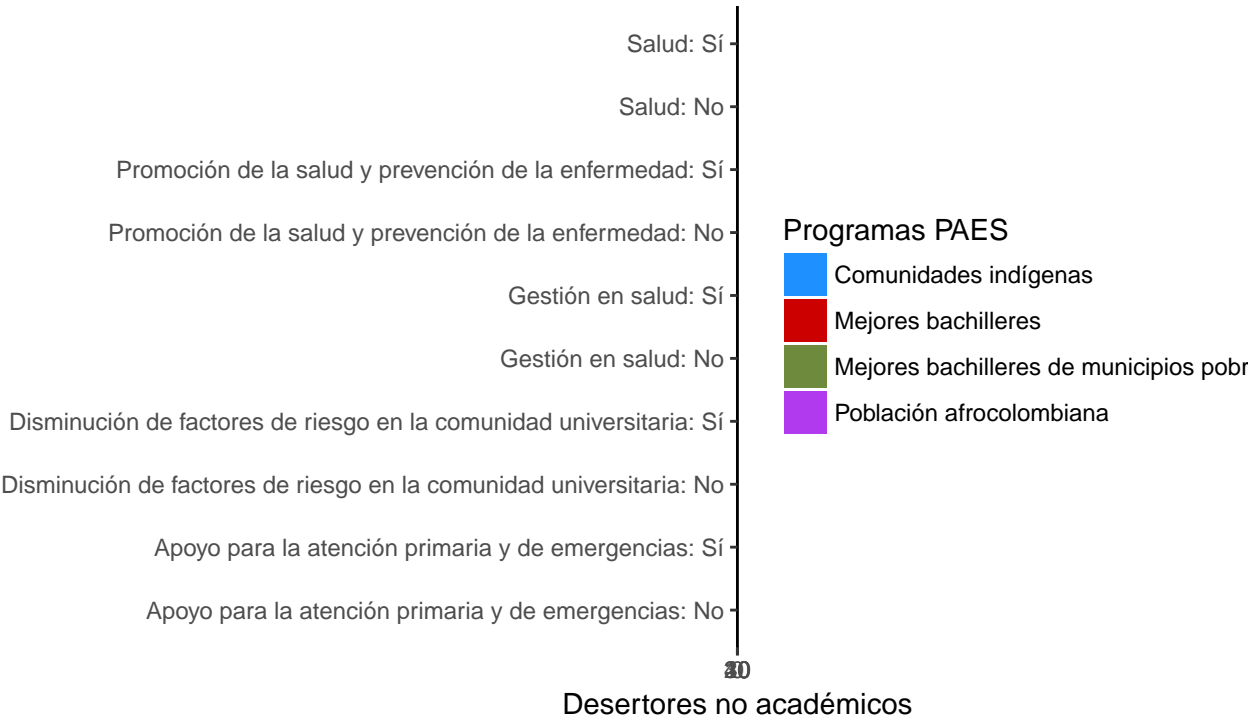 Salud: Sí
Salud: No
Promoción de la salud y prevención de la enfermedad: Sí
Promoción de la salud y prevención de la enfermedad: No
Gestión en salud: Sí
Gestión en salud: No
Disminución de factores de riesgo en la comunidad universitaria: Sí
Disminución de factores de riesgo en la comunidad universitaria: No
Apoyo para la atención primaria y de emergencias: Sí
Apoyo para la atención primaria y de emergencias: No
Desertores no académicos
Programas PAES
Comunidades indígenas
Mejores bachilleres
Mejores bachilleres de municipios pobr
Población afrocolombiana